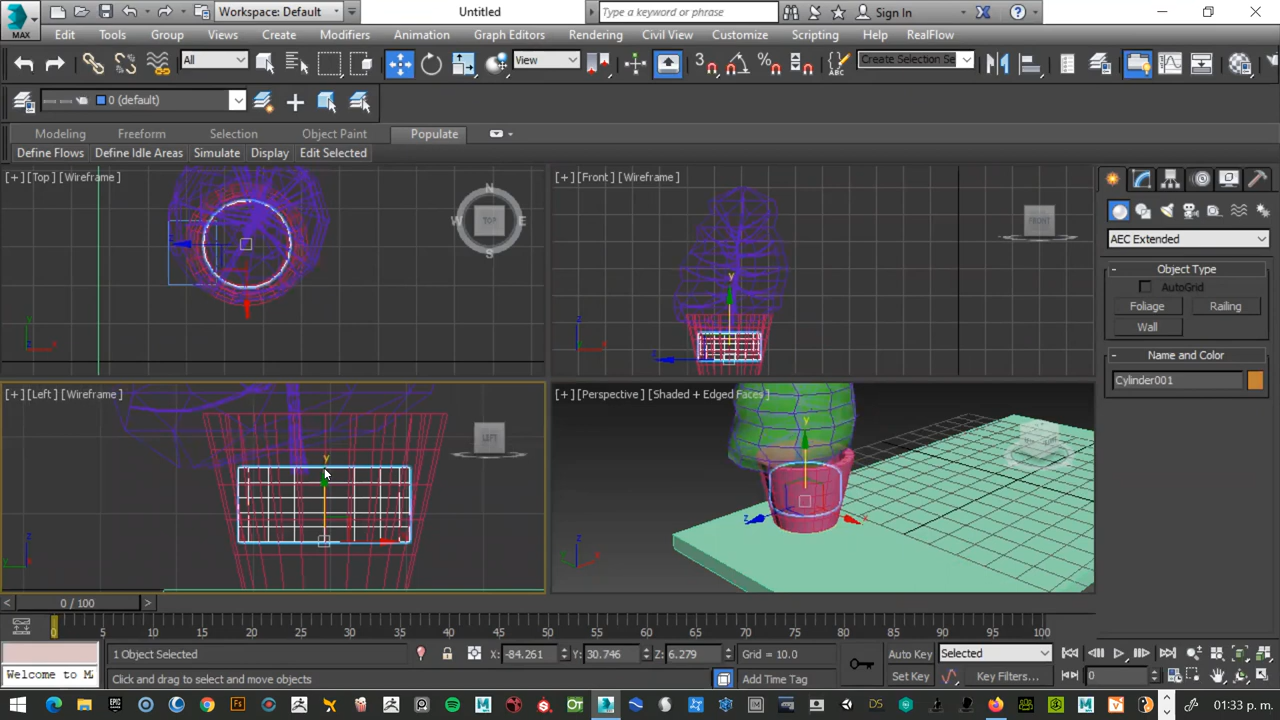 MAX
Workspace: Default
Untitled
Type a keyword or phrase
Sign In
Edit Tools Group Views Create Modifiers Animation Graph Editors Rendering Civil View Customize Scripting Help RealFlow
All
View
3
ABC
Create Selection Se
0 (default)
Modeling Freeform Selection Object Paint Populate
Define Flows Define Idle Areas Simulate Display Edit Selected
[+] [Top] [Wireframe]
N
W TOP E
S
[+] [Front] [Wireframe]
FRONT
AEC Extended
- Object Type
AutoGrid
Foliage Railing
Wall
- Name and Color
Cylinder001
[+] [Left] [Wireframe]
LEFT
[+] [Perspective] [Shaded + Edged Faces]
< 0 / 100 >
0 5 10 15 20 25 30 35 40 45 50 55 60 65 70 75 80 85 90 95 100
1 Object Selected
X: -84.261 Y: 30.746 Z: 6.279 Grid = 10.0
Auto Key Selected
Welcome to M
Click and drag to select and move objects
Add Time Tag
Set Key Key Filters...
0
01:33 p. m.